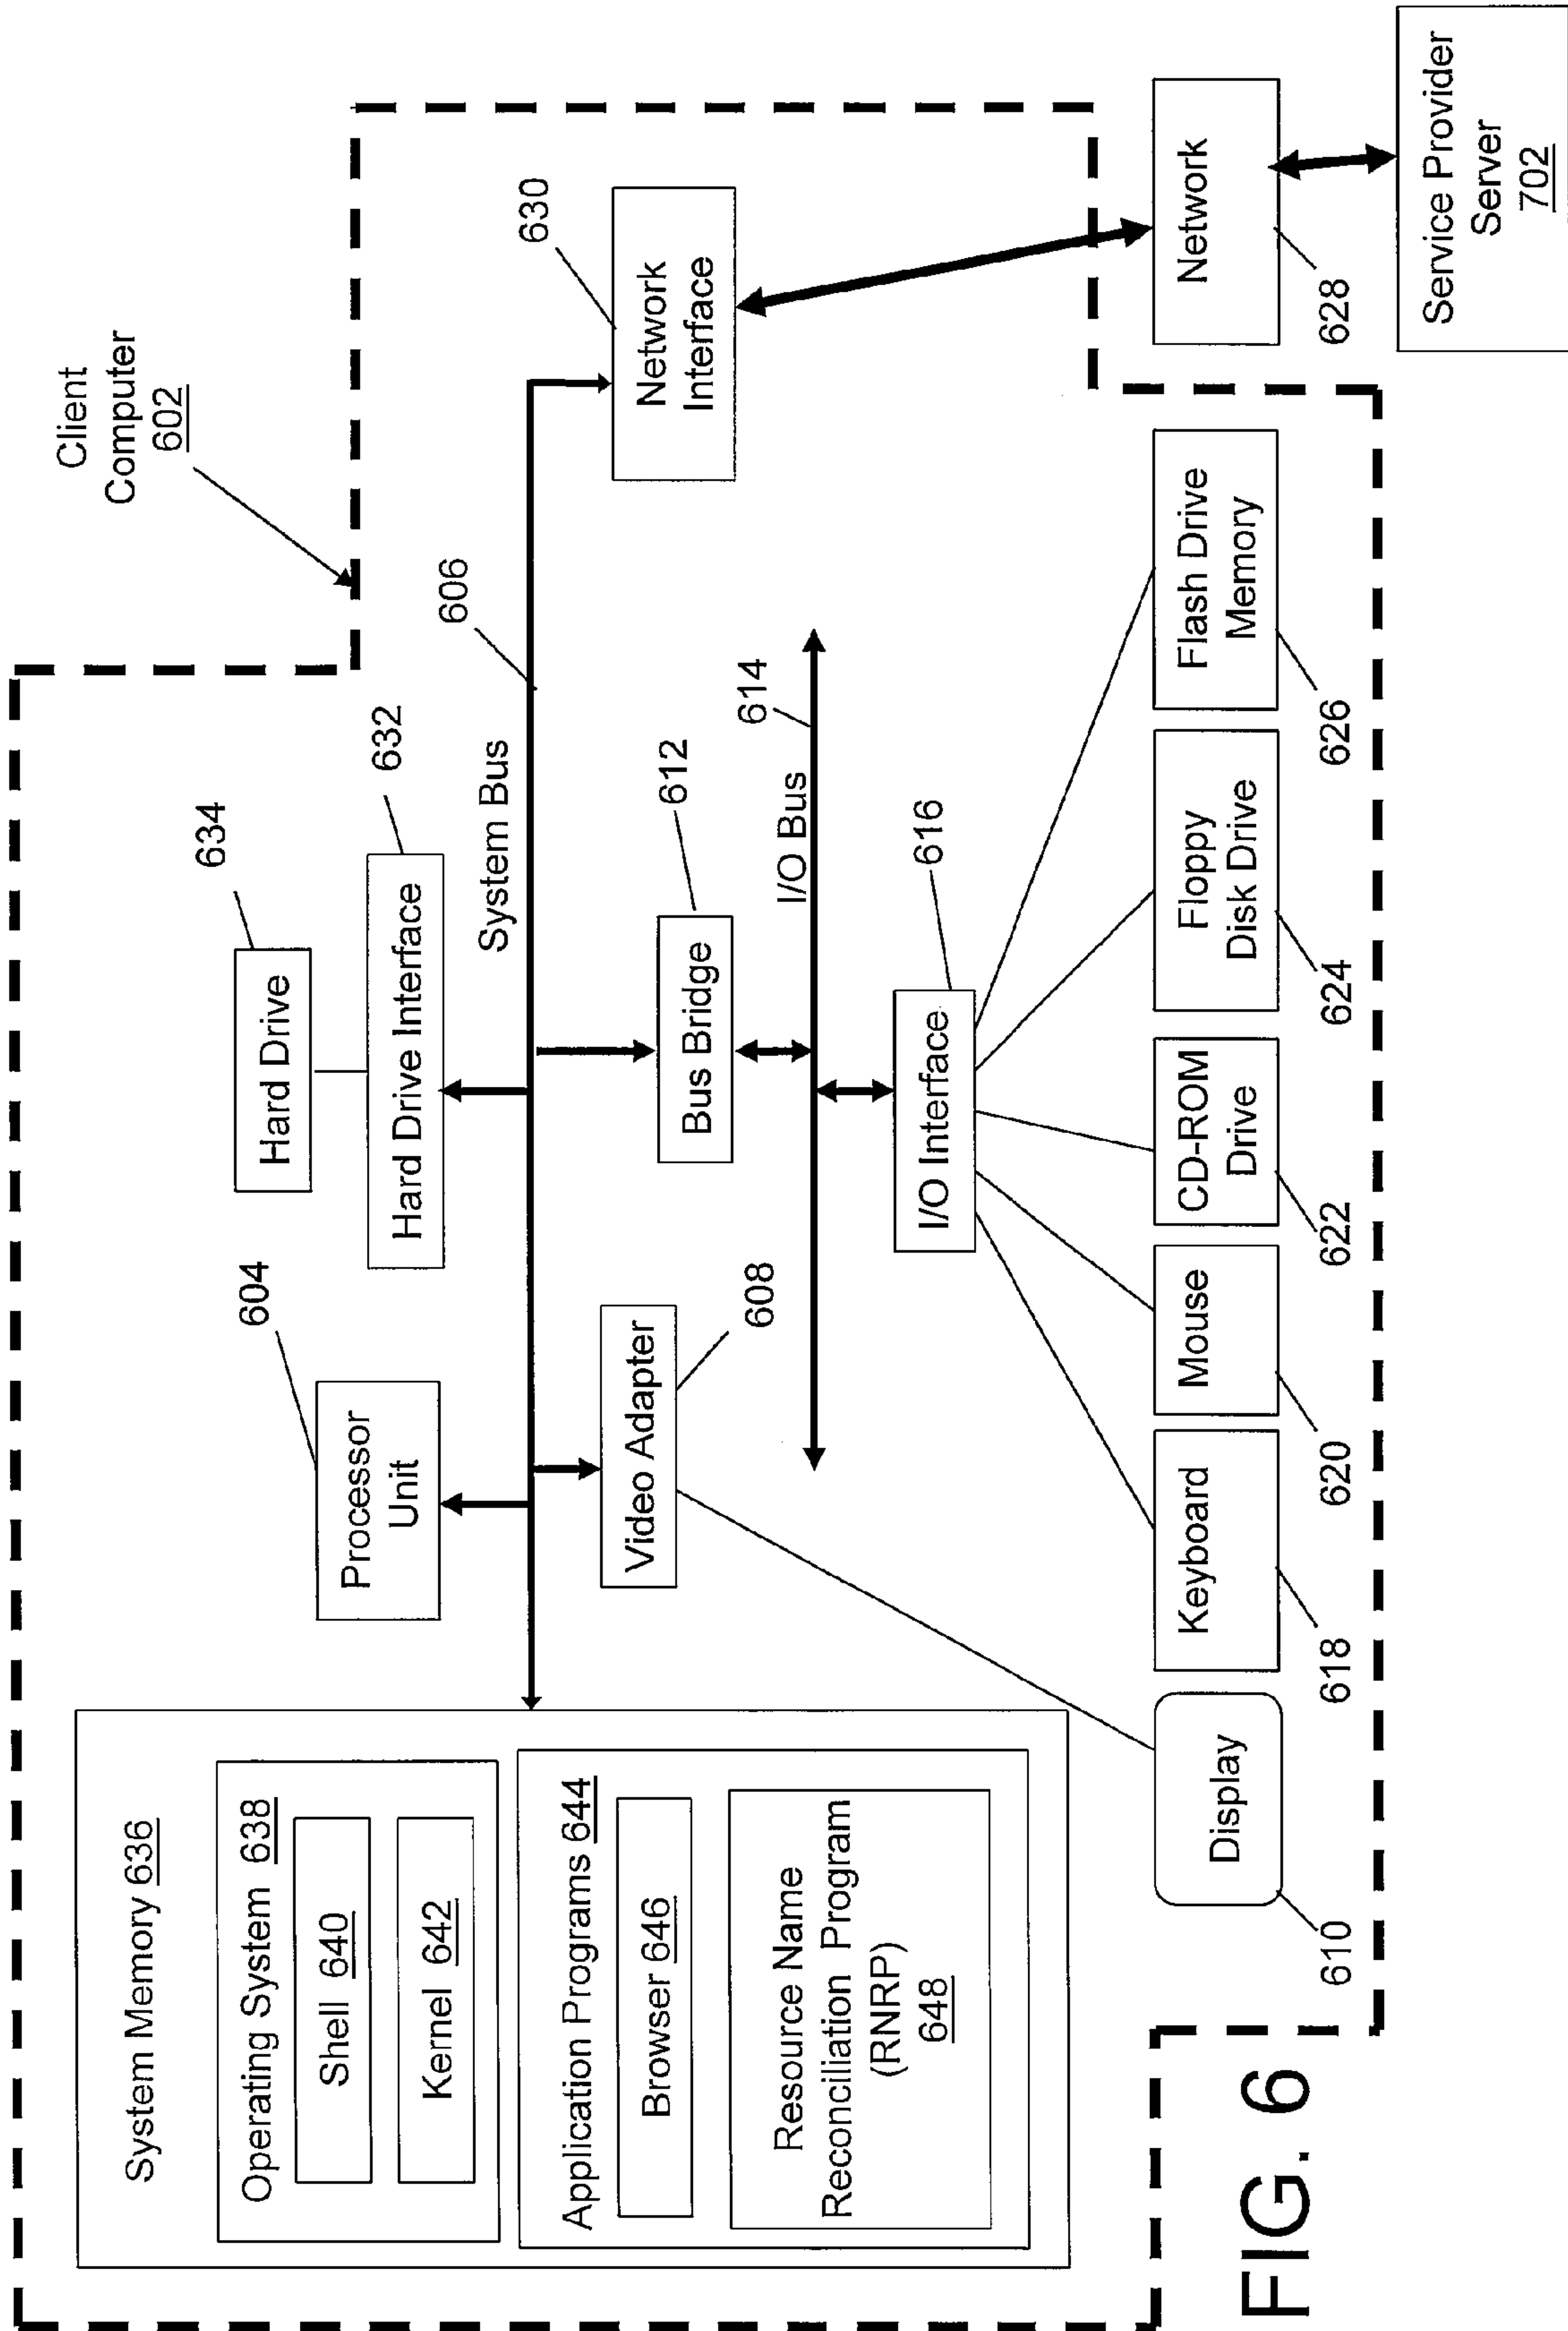 Client
Computer
602
System Memory 636
Operating System 638
Shell 640
Kernel 642
Application Programs 644
Browser 646
Resource Name
Reconciliation Program
(RNRP)
648
604
Processor
Unit
634
Hard Drive
632
Hard Drive Interface
System Bus
606
630
Network
Interface
Video Adapter
608
612
Bus Bridge
614
I/O Bus
616
I/O Interface
Display
610
Keyboard
618
Mouse
620
CD-ROM
Drive
622
Floppy
Disk Drive
624
Flash Drive
Memory
626
Network
628
Service Provider
Server
702
FIG. 6